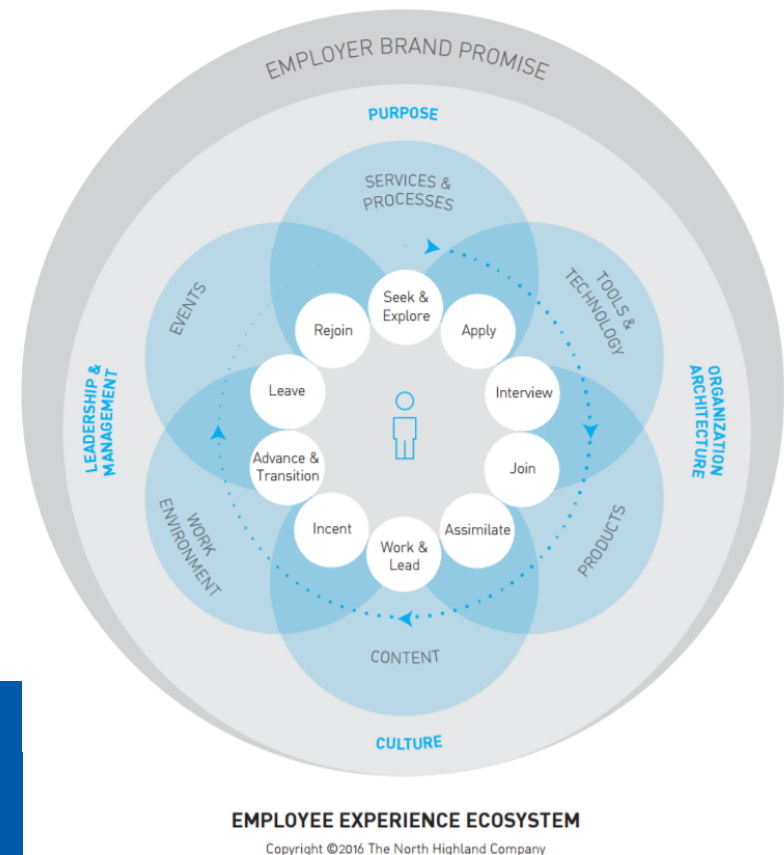 EMPLOYER BRAND PROMISE
PURPOSE
SERVICES &
PROCESSES
EVENTS
TOOLS &
TECHNOLOGY
Seek &
Explore
Rejoin
Apply
Leave
Interview
LEADERSHIP &
MANAGEMENT
ORGANIZATION
ARCHITECTURE
Advance &
Transition
Join
Incent
Assimilate
Work &
Lead
WORK
ENVIRONMENT
PRODUCTS
CONTENT
CULTURE
EMPLOYEE EXPERIENCE ECOSYSTEM
Copyright ©2016 The North Highland Company